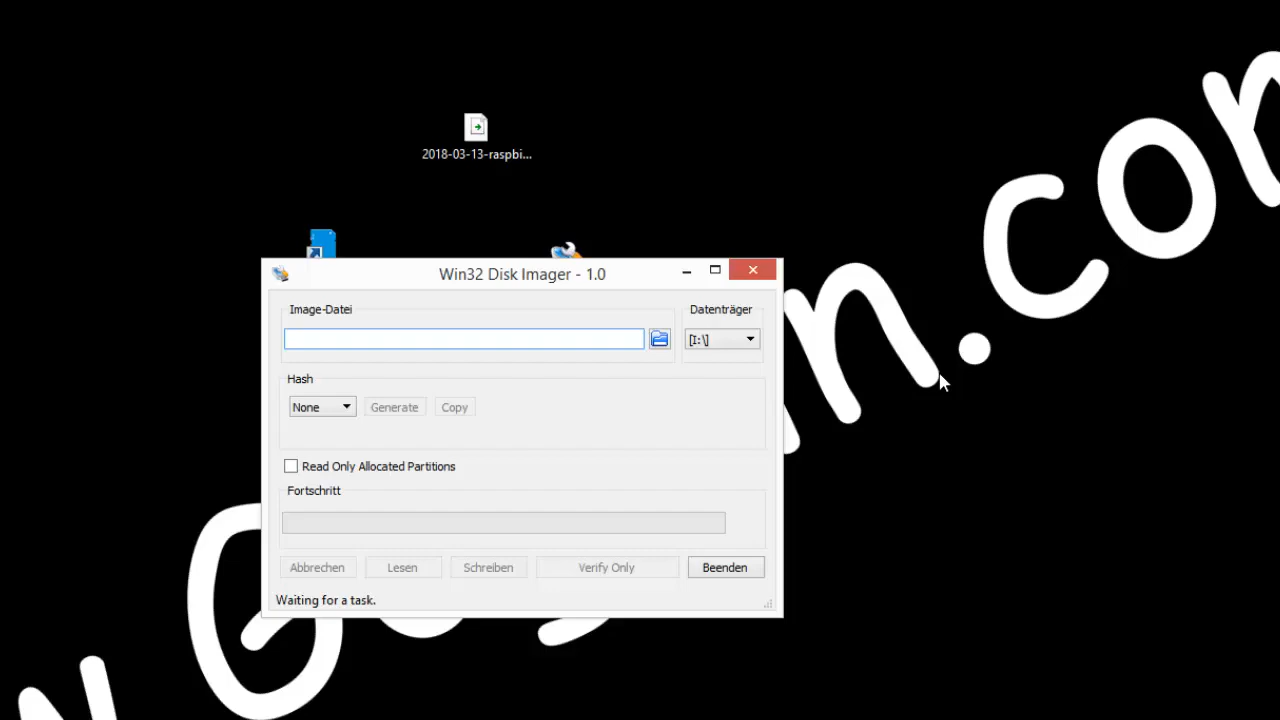 2018-03-13-raspbi...
Win32 Disk Imager - 1.0
Image-Datei
Datenträger
[I:\]
Hash
None
Generate
Copy
Read Only Allocated Partitions
Fortschritt
Abbrechen
Lesen
Schreiben
Verify Only
Beenden
Waiting for a task.